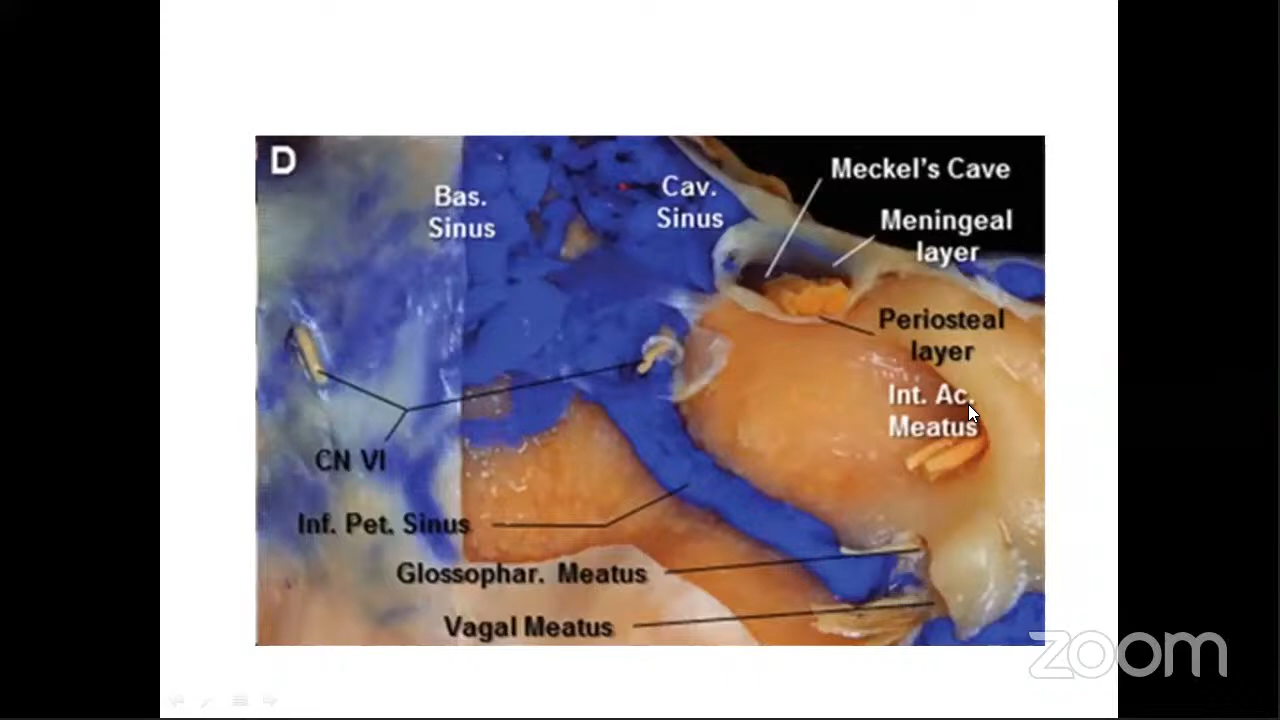 D
Bas.
Sinus
Cav.
Sinus
Meckel's Cave
Meningeal
layer
Periosteal
layer
Int. Ac.
Meatus
CN VI
Inf. Pet. Sinus
Glossophar. Meatus
Vagal Meatus
zoom